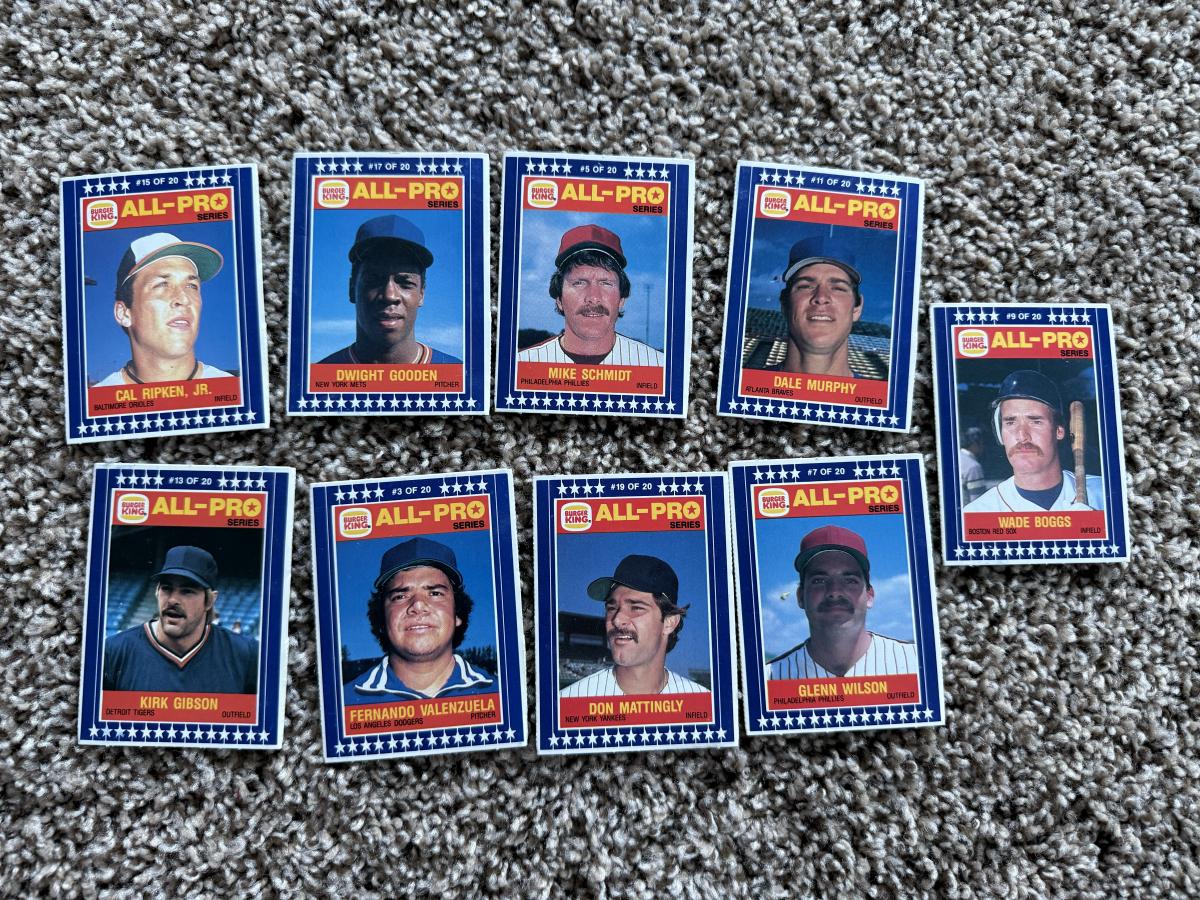 #15 OF 20
BURGER KING. ALL-PRO
SERIES
CAL RIPKEN, JR.
BALTIMORE ORIOLES INFIELD
#17 OF 20
BURGER KING. ALL-PRO
SERIES
DWIGHT GOODEN
NEW YORK METS PITCHER
#5 OF 20
BURGER KING. ALL-PRO
SERIES
MIKE SCHMIDT
PHILADELPHIA PHILLIES INFIELD
#11 OF 20
BURGER KING. ALL-PRO
SERIES
DALE MURPHY
ATLANTA BRAVES OUTFIELD
#9 OF 20
BURGER KING. ALL-PRO
SERIES
WADE BOGGS
BOSTON RED SOX INFIELD
#13 OF 20
BURGER KING. ALL-PRO
SERIES
KIRK GIBSON
DETROIT TIGERS OUTFIELD
#3 OF 20
BURGER KING. ALL-PRO
SERIES
FERNANDO VALENZUELA
LOS ANGELES DODGERS PITCHER
#19 OF 20
BURGER KING. ALL-PRO
SERIES
DON MATTINGLY
NEW YORK YANKEES INFIELD
#7 OF 20
BURGER KING. ALL-PRO
SERIES
GLENN WILSON
PHILADELPHIA PHILLIES OUTFIELD